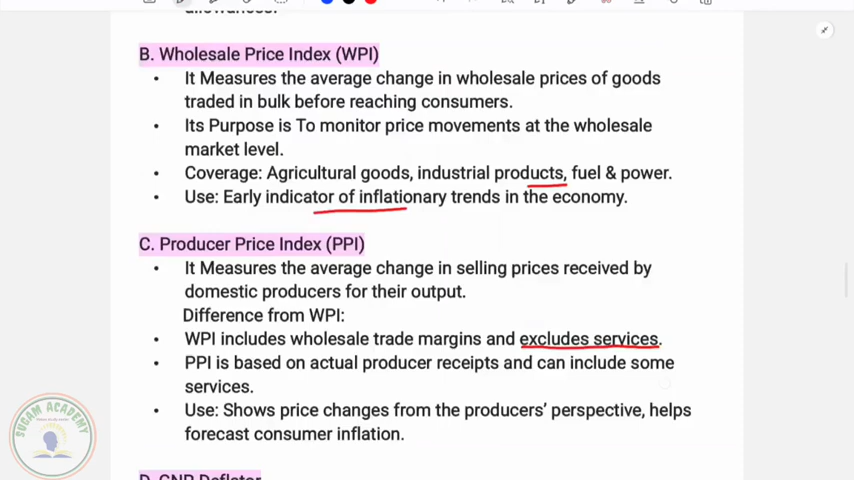 allowances.
B. Wholesale Price Index (WPI)
• It Measures the average change in wholesale prices of goods
traded in bulk before reaching consumers.
• Its Purpose is To monitor price movements at the wholesale
market level.
• Coverage: Agricultural goods, industrial products, fuel & power.
• Use: Early indicator of inflationary trends in the economy.
C. Producer Price Index (PPI)
• It Measures the average change in selling prices received by
domestic producers for their output.
Difference from WPI:
• WPI includes wholesale trade margins and excludes services.
• PPI is based on actual producer receipts and can include some
services.
• Use: Shows price changes from the producers’ perspective, helps
forecast consumer inflation.
D. GNP Deflator
SUGAM ACADEMY